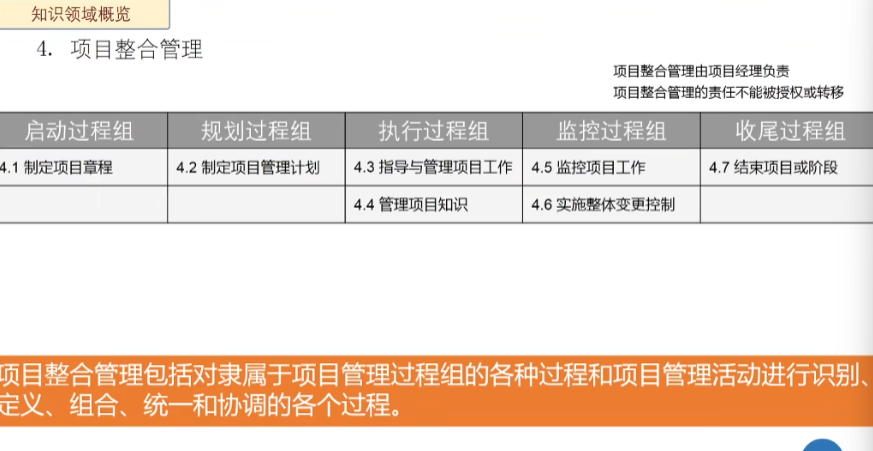 知识领域概览
4. 项目整合管理
项目整合管理由项目经理负责
项目整合管理的责任不能被授权或转移
启动过程组 规划过程组 执行过程组 监控过程组 收尾过程组
4.1 制定项目章程 4.2 制定项目管理计划 4.3 指导与管理项目工作 4.5 监控项目工作 4.7 结束项目或阶段
4.4 管理项目知识 4.6 实施整体变更控制
项目整合管理包括对隶属于项目管理过程组的各种过程和项目管理活动进行识别、
定义、组合、统一和协调的各个过程。